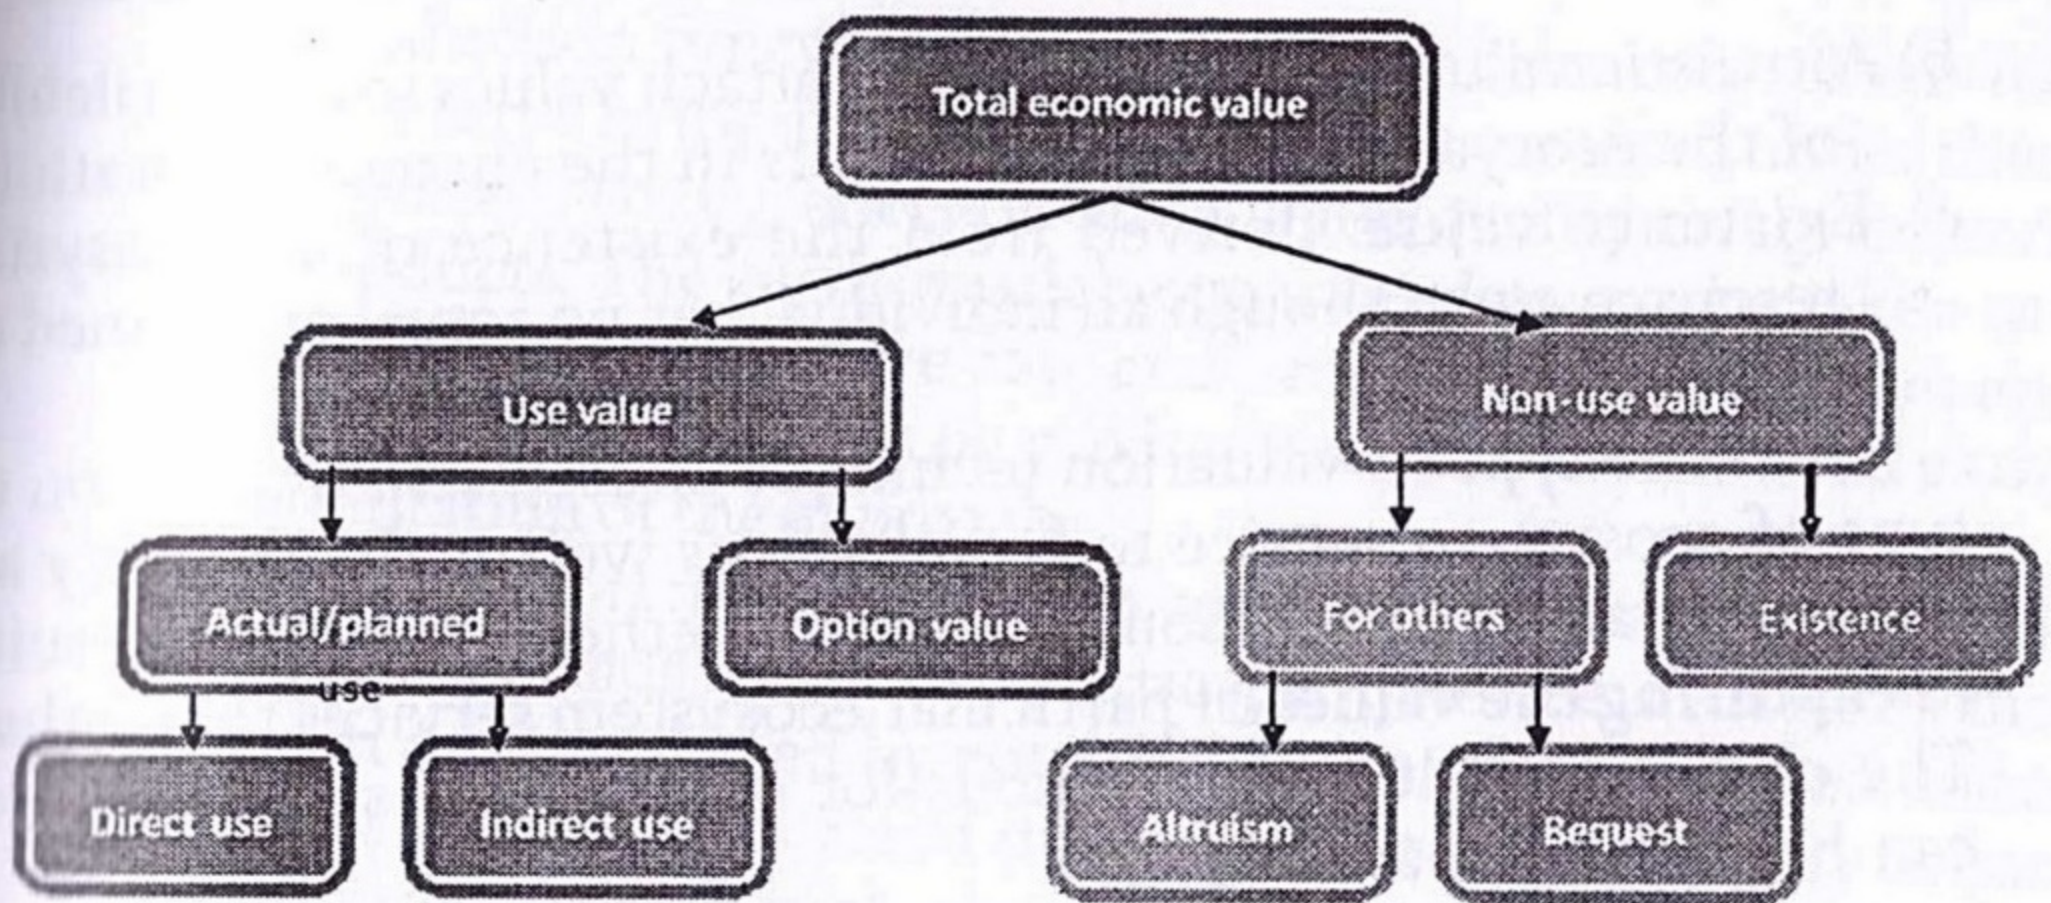 Total economic value
Use value
Non-use value
Actual/planned
use
Option value
For others
Existence
Direct use
Indirect use
Altruism
Bequest